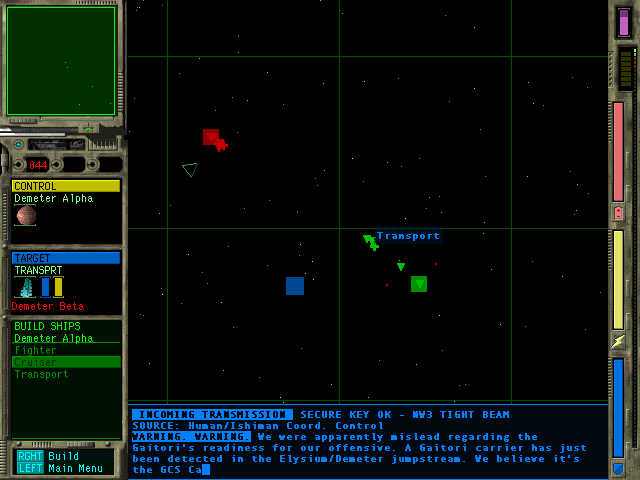 044
CONTROL
Demeter Alpha
TARGET
TRANSPRT
Demeter Beta
BUILD SHIPS
Demeter Alpha
Fighter
Cruiser
Transport
RGHT Build
LEFT Main Menu
Transport
INCOMING TRANSMISSION SECURE KEY OK - NW3 TIGHT BEAM
SOURCE: Human/Ishiman Coord. Control
WARNING. WARNING. We were apparently mislead regarding the
Gaitori's readiness for our offensive. A Gaitori carrier has just
been detected in the Elysium/Demeter jumpstream. We believe it's
the GCS Ca